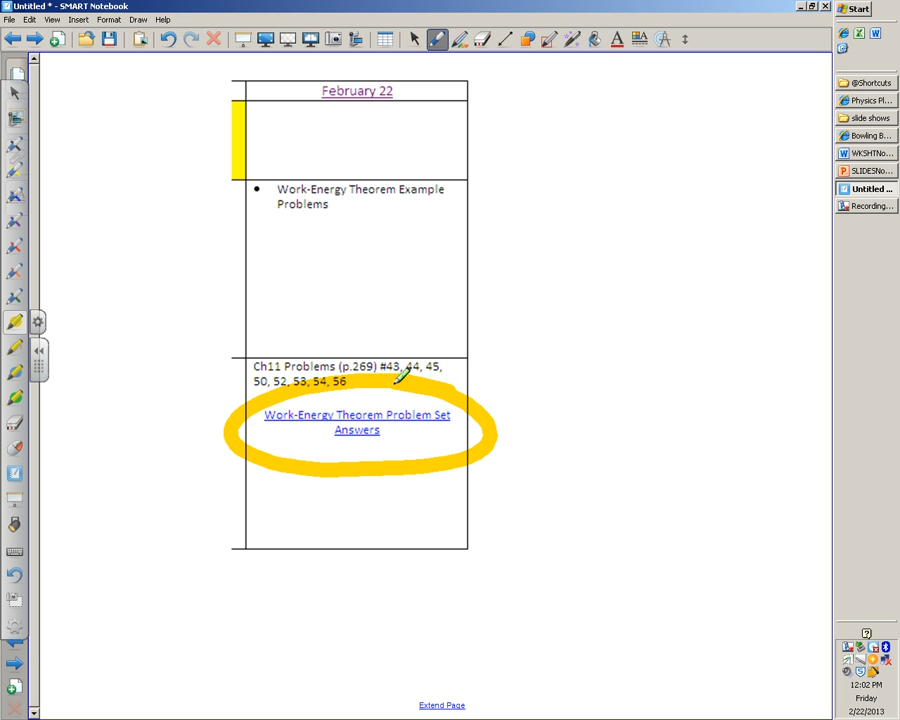 Untitled * - SMART Notebook
File Edit View Insert Format Draw Help
Start
February 22
Work-Energy Theorem Example
Problems
Ch11 Problems (p.269) #43, 44, 45,
50, 52, 53, 54, 56
Work-Energy Theorem Problem Set
Answers
Extend Page
@Shortcuts
Physics Pl...
slide shows
Bowling B...
WKSHTNo...
SLIDESNo...
Untitled ...
Recording...
12:02 PM
Friday
2/22/2013